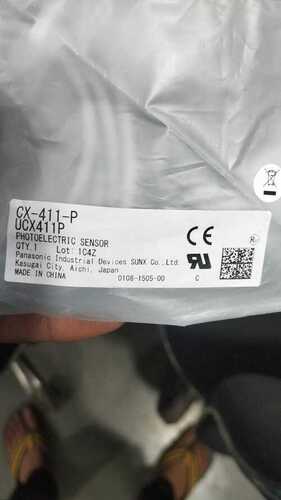 CX-411-P
UCX411P
PHOTOELECTRIC SENSOR
QTY.1 Lot: 1C4Z
Panasonic Industrial Devices SUNX Co., Ltd.
Kasugai City, Aichi, Japan
MADE IN CHINA 0108-1505-00 C
CE